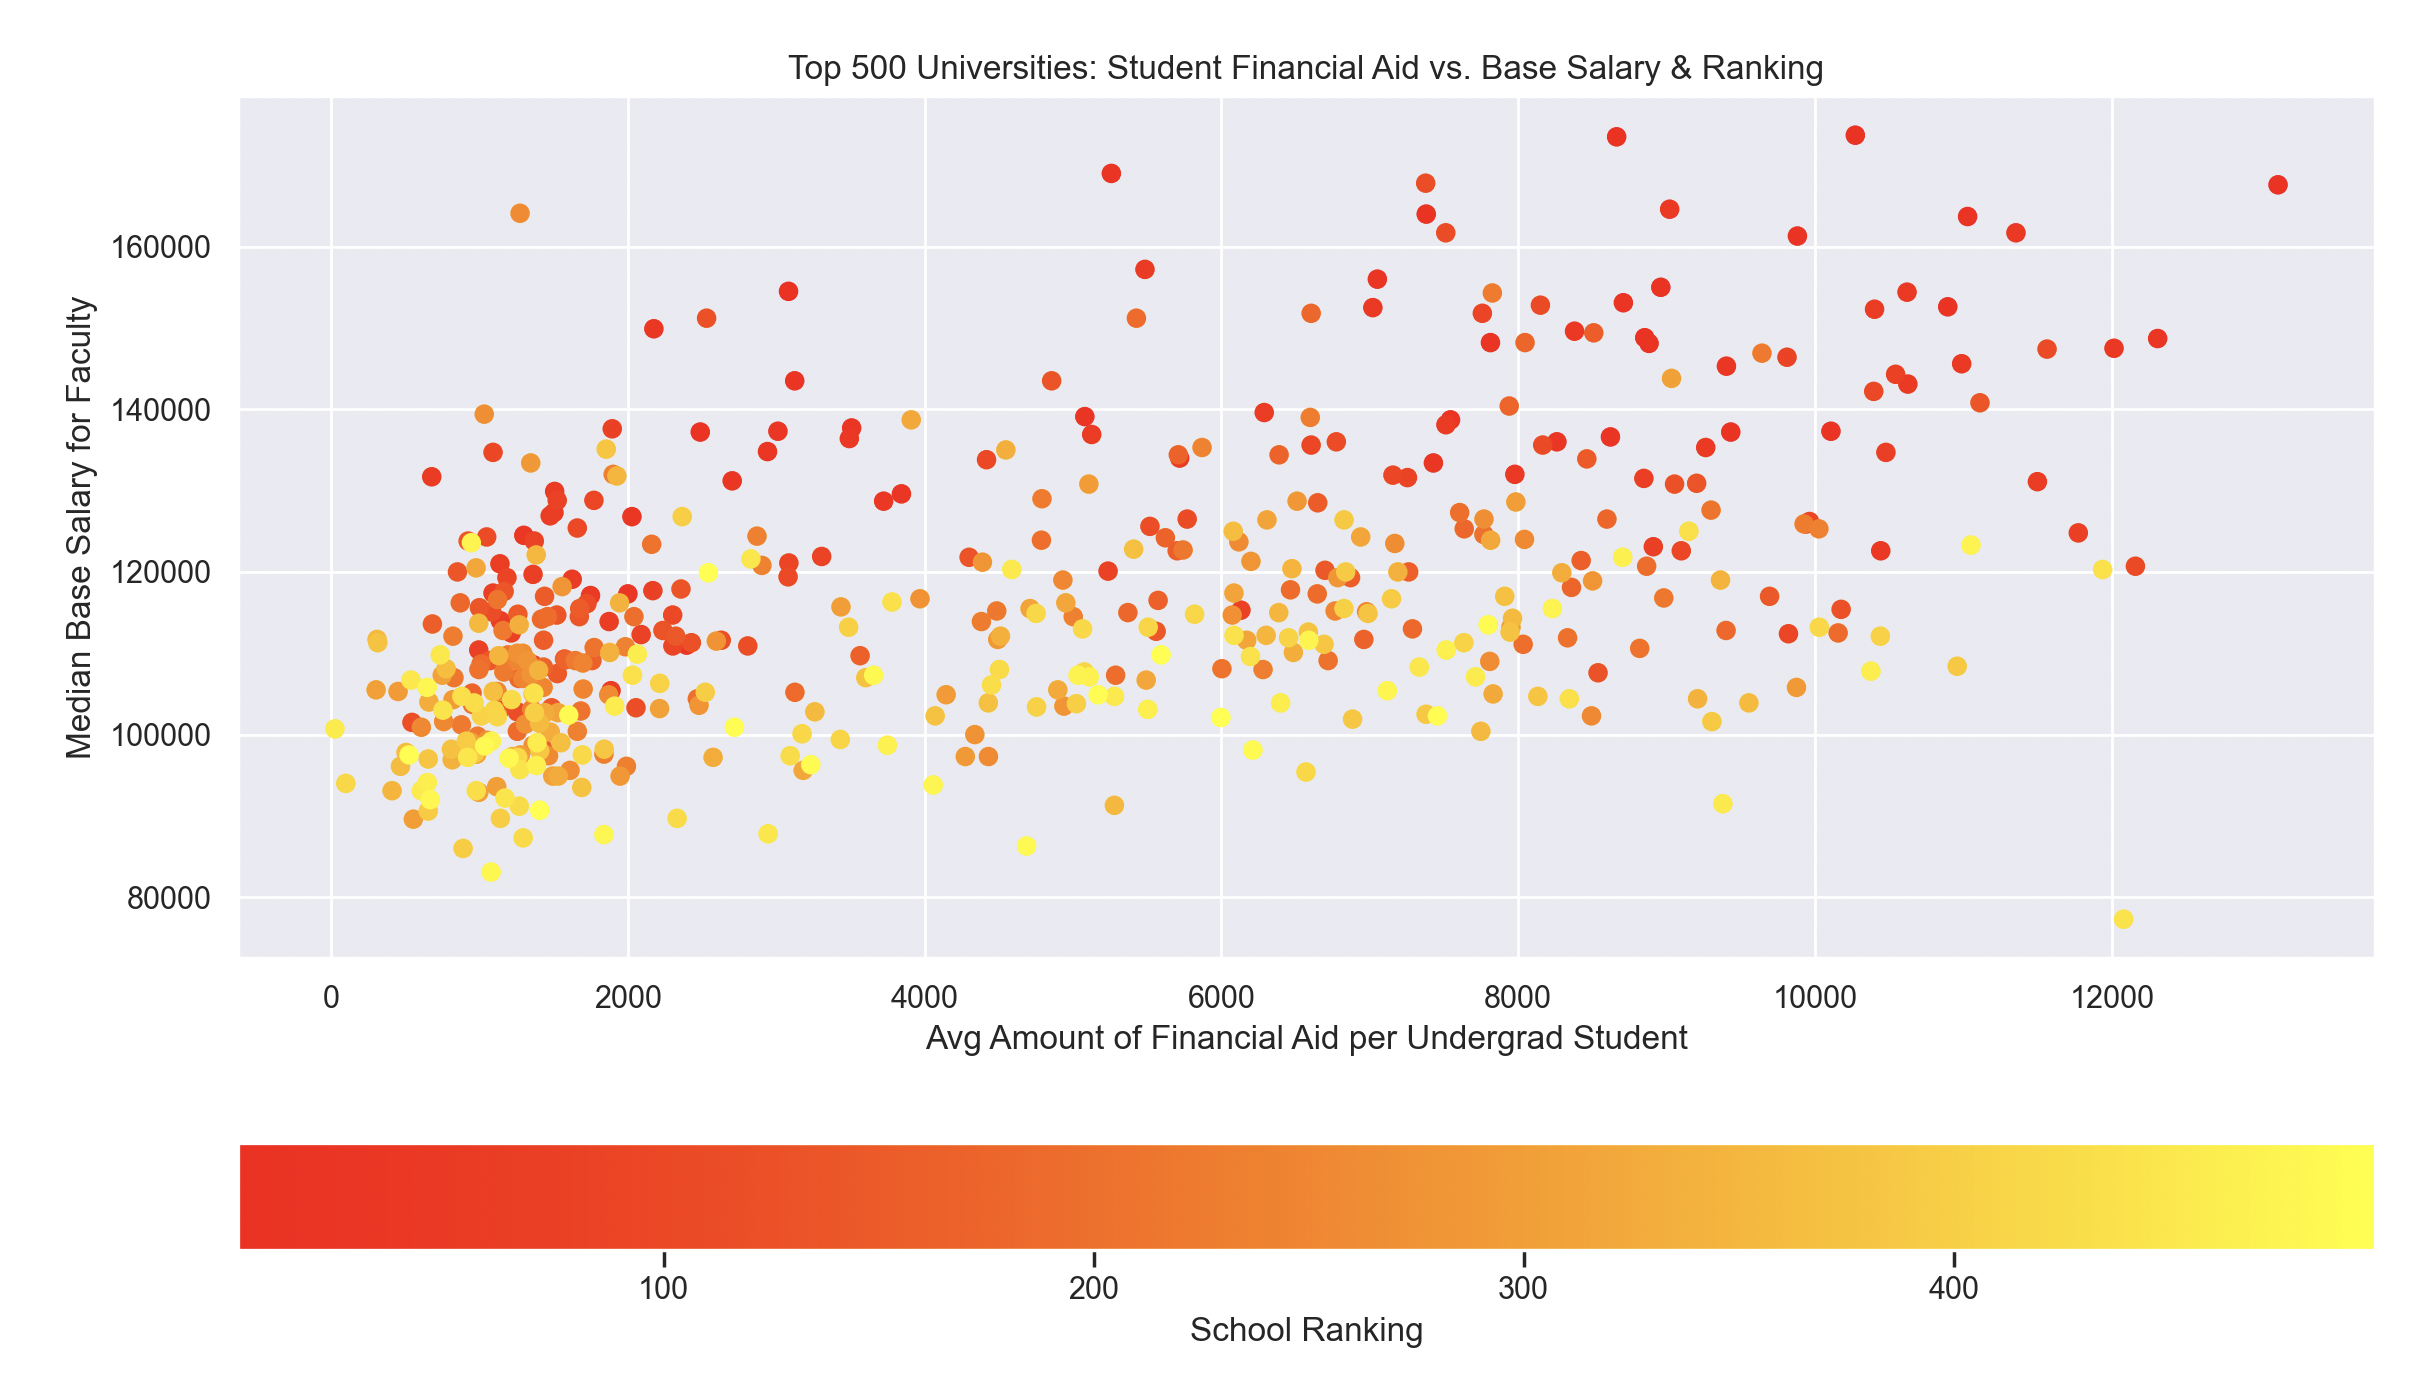 Top 500 Universities: Student Financial Aid vs. Base Salary & Ranking
Median Base Salary for Faculty
160000
140000
120000
100000
80000
0 2000 4000 6000 8000 10000 12000
Avg Amount of Financial Aid per Undergrad Student
100 200 300 400
School Ranking